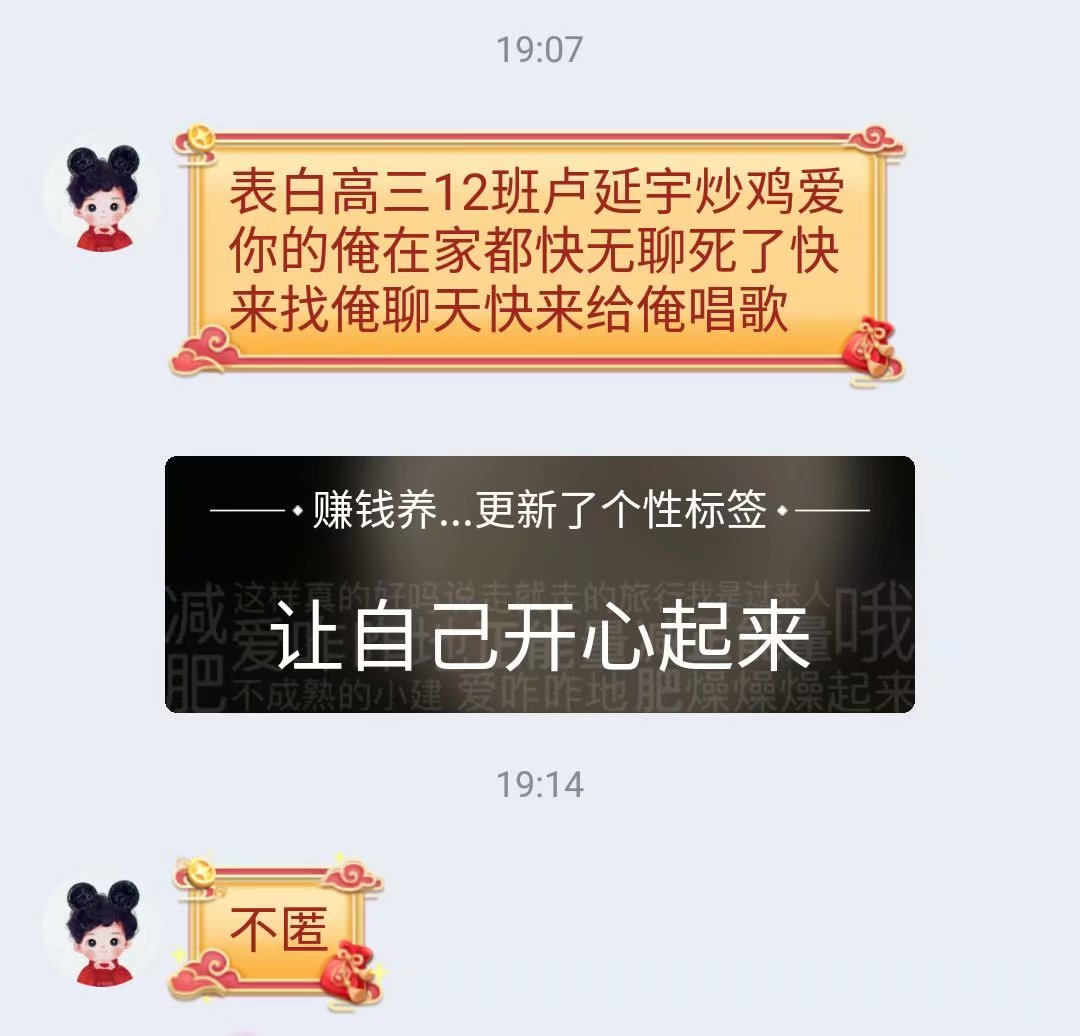 19:07
表白高三12班卢延宇炒鸡爱
你的俺在家都快无聊死了快
来找俺聊天快来给俺唱歌
赚钱养...更新了个性标签
这样真的好吗说走就走的旅行我是过来人
让自己开心起来
减
肥
哦
不成熟的小建 爱咋咋地 肥燥燥燥起来
19:14
不匿